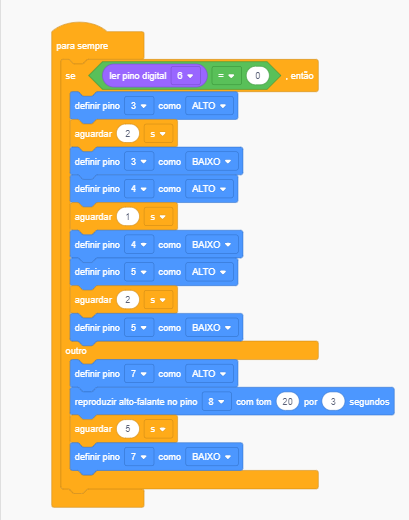 para sempre
se ler pino digital 6 = 0 , então
definir pino 3 como ALTO
aguardar 2 s
definir pino 3 como BAIXO
definir pino 4 como ALTO
aguardar 1 s
definir pino 4 como BAIXO
definir pino 5 como ALTO
aguardar 2 s
definir pino 5 como BAIXO
outro
definir pino 7 como ALTO
reproduzir alto-falante no pino 8 com tom 20 por 3 segundos
aguardar 5 s
definir pino 7 como BAIXO